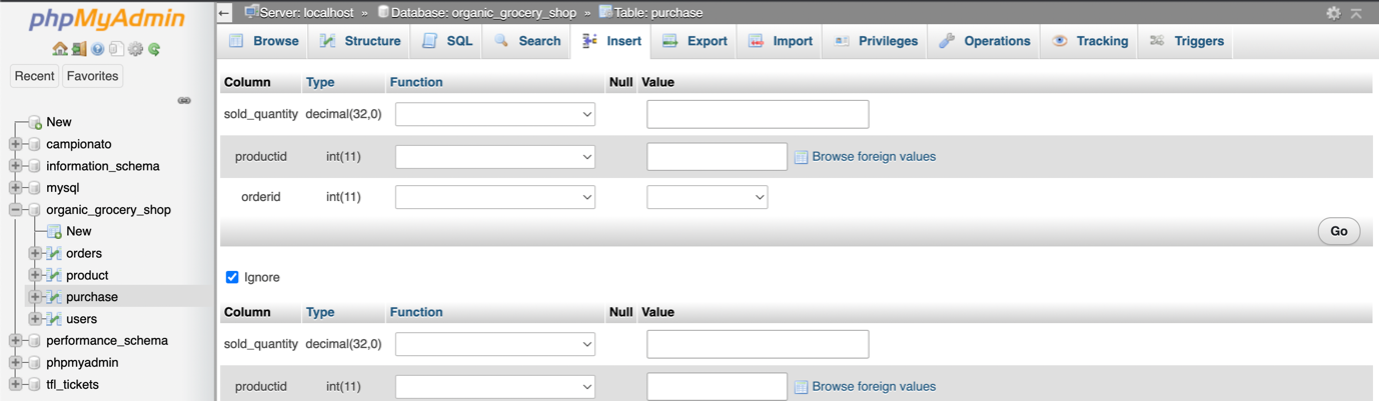 phpMyAdmin
Recent Favorites
New
campionato
information_schema
mysql
organic_grocery_shop
New
orders
product
purchase
users
performance_schema
phpmyadmin
tfl_tickets
Server: localhost » Database: organic_grocery_shop » Table: purchase
Browse Structure SQL Search Insert Export Import Privileges Operations Tracking Triggers
Column Type Function Null Value
sold_quantity decimal(32,0)
productid int(11) Browse foreign values
orderid int(11)
Go
Ignore
Column Type Function Null Value
sold_quantity decimal(32,0)
productid int(11) Browse foreign values